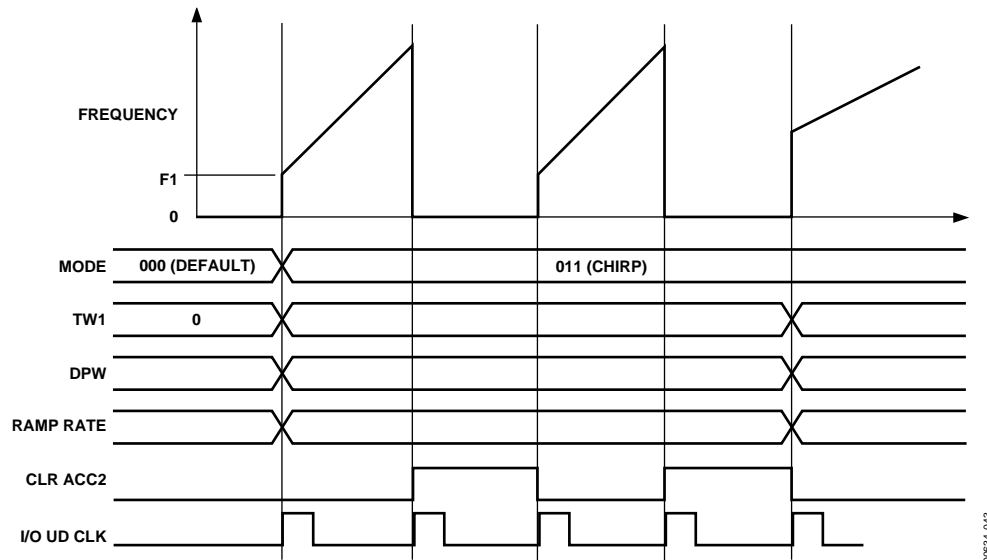 FREQUENCY
F1
0
MODE
000 (DEFAULT)
011 (CHIRP)
TW1
0
DPW
RAMP RATE
CLR ACC2
I/O UD CLK